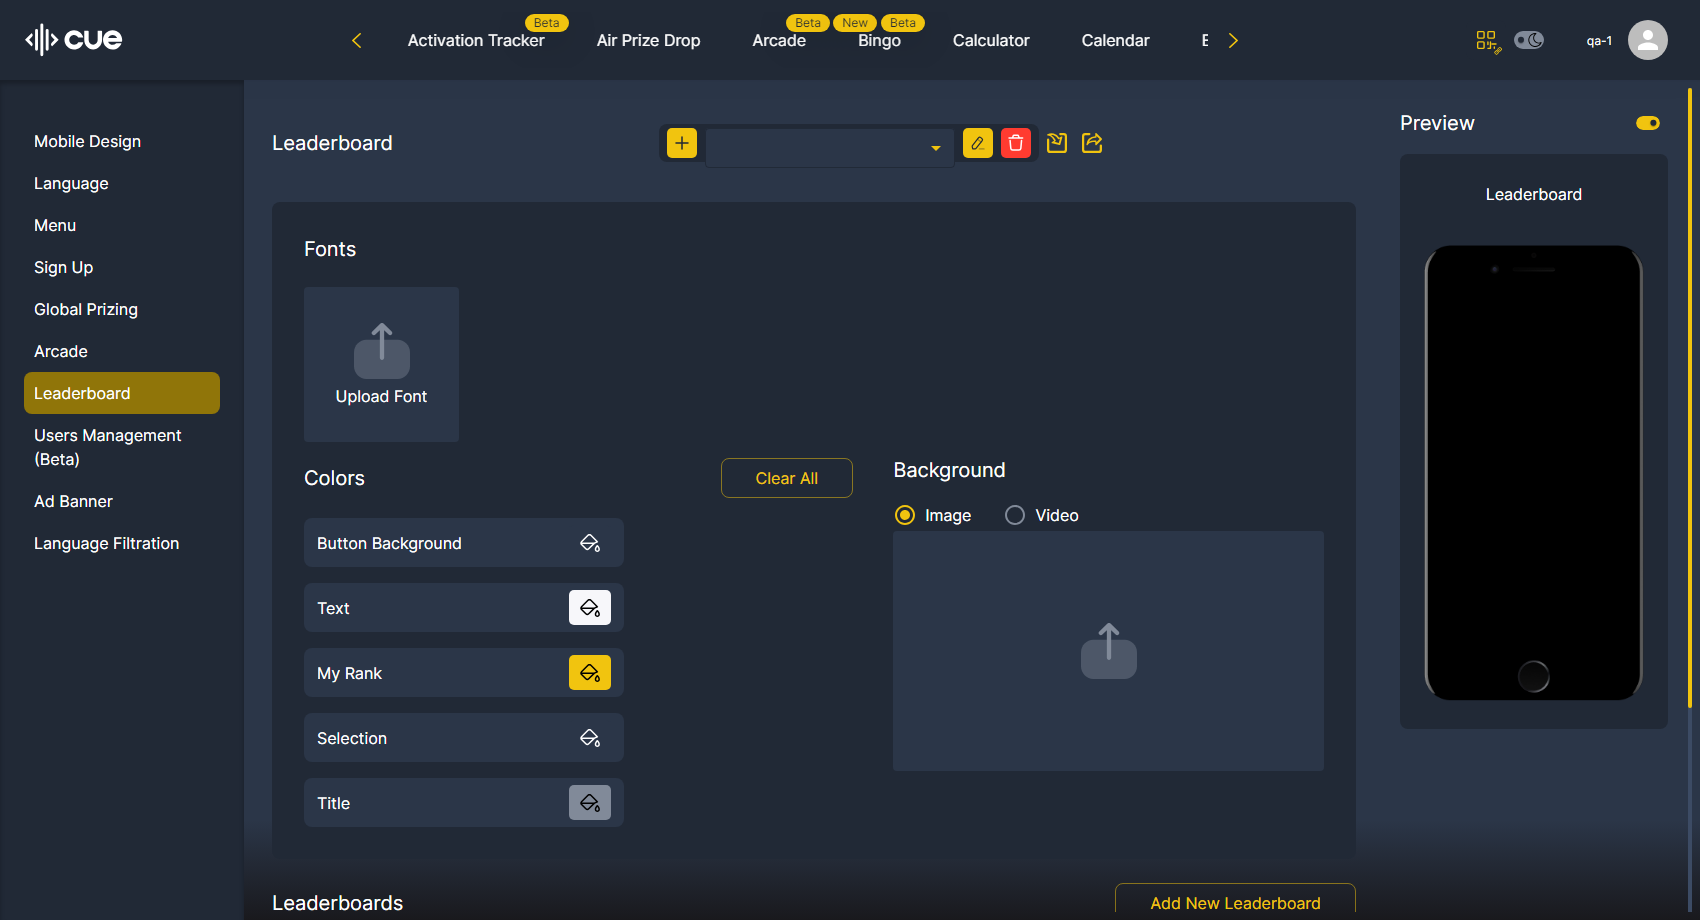 cue
Beta
Beta
New
Beta
Activation Tracker
Air Prize Drop
Arcade
Bingo
Calculator
Calendar
qa-1
Mobile Design
Language
Menu
Sign Up
Global Prizing
Arcade
Leaderboard
Users Management
(Beta)
Ad Banner
Language Filtration
Leaderboard
Fonts
Upload Font
Colors
Clear All
Button Background
Text
My Rank
Selection
Title
Background
Image
Video
Leaderboards
Add New Leaderboard
Preview
Leaderboard